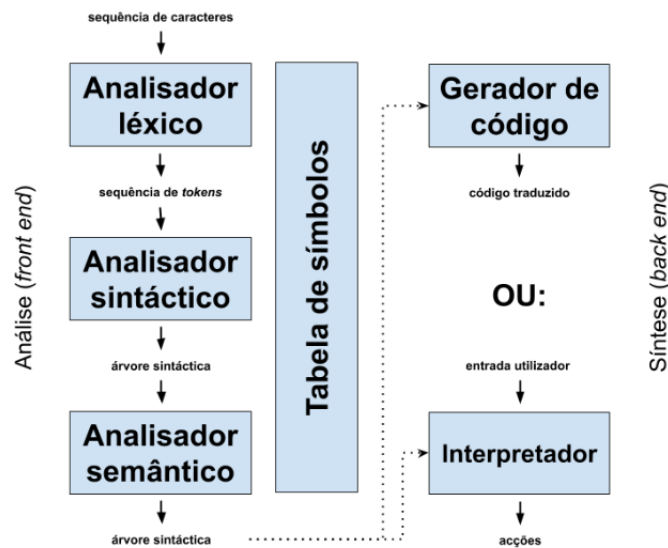 sequência de caracteres
Analisador
léxico
sequência de tokens
Analisador
sintáctico
árvore sintáctica
Analisador
semântico
árvore sintáctica
Análise (front end)
Tabela de símbolos
Gerador de
código
código traduzido
OU:
entrada utilizador
Interpretador
acções
Síntese (back end)